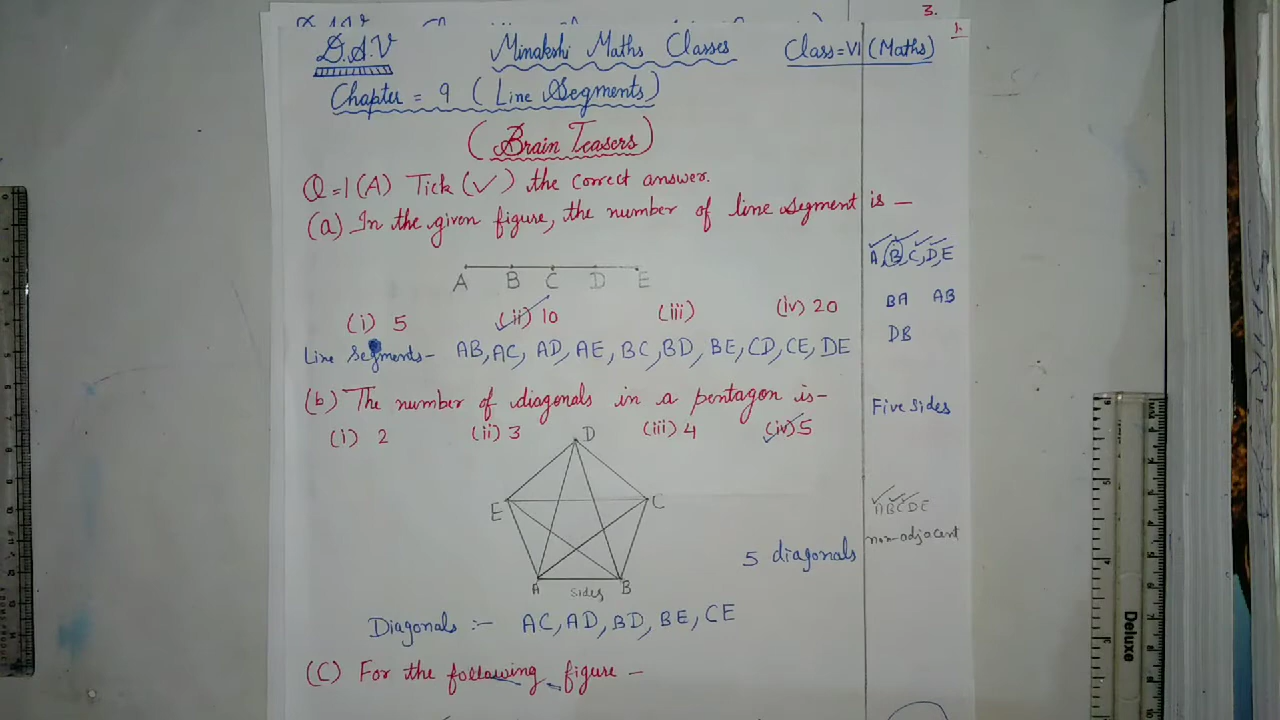 3.
1.
D.A.V Minakshi Maths Classes Class=VI (Maths)
Chapter = 9 (Line Segments)
(Brain Teasers)
Q=1 (A) Tick (✓) the correct answer.
(a) In the given figure, the number of line segment is —
A, B, C, D, E
A B C D E
BA AB
(i) 5 (ii) 10 (iii) (iv) 20
DB
Line Segments- AB, AC, AD, AE, BC, BD, BE, CD, CE, DE
(b) The number of diagonals in a pentagon is-
Five sides
(i) 2 (ii) 3 (iii) 4 (iv) 5
D
E C
ABCDE
non-adjacent
5 diagonals
A B
sides
Diagonals :- AC, AD, BD, BE, CE
(C) For the following figure —
Deluxe